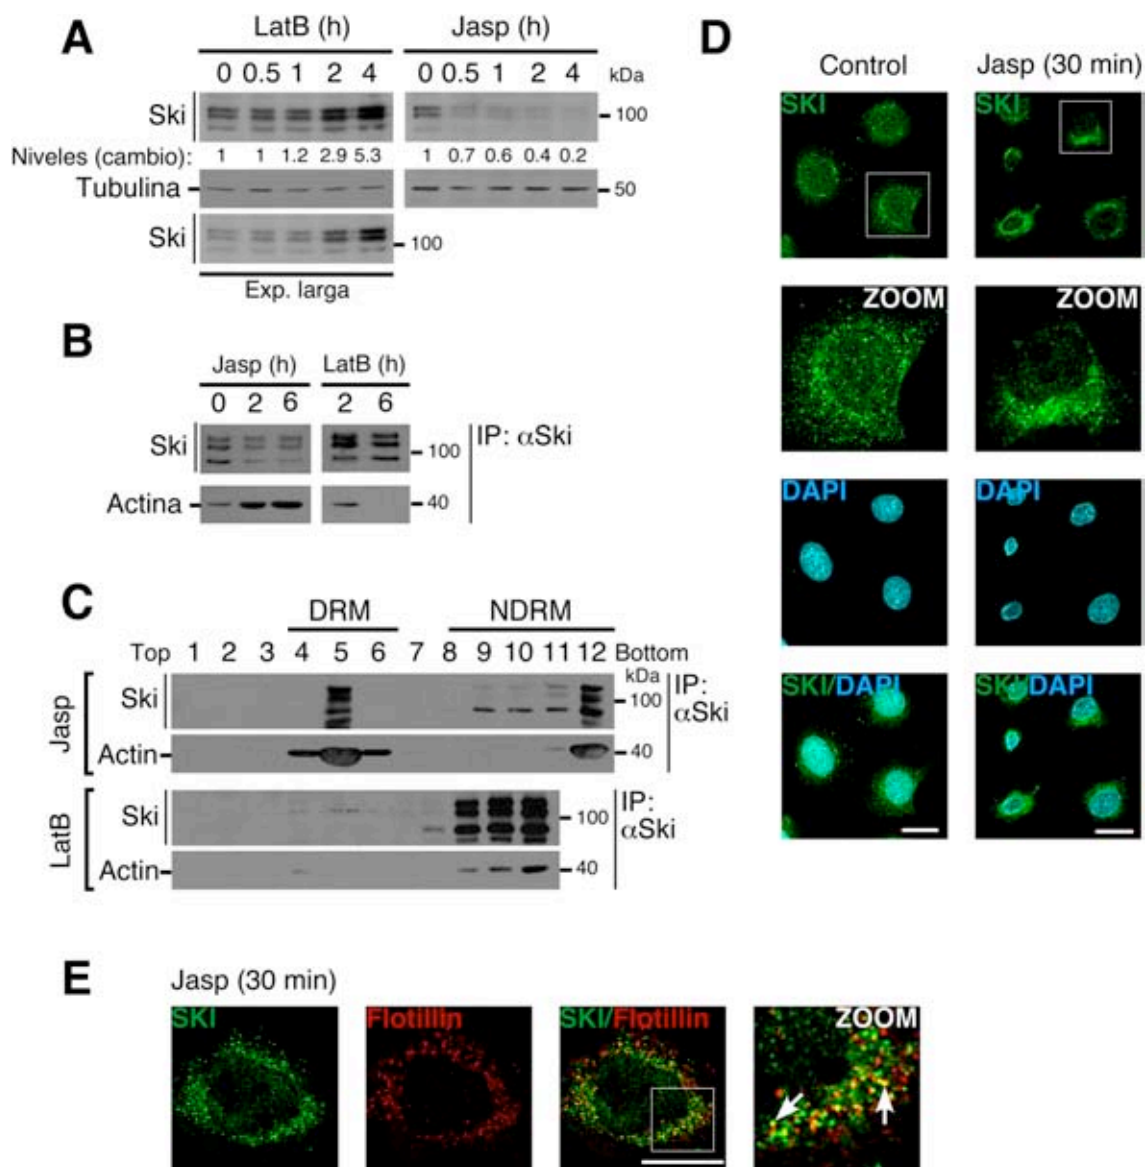 A
LatB (h) Jasp (h)
0 0.5 1 2 4 0 0.5 1 2 4 kDa
Ski 100
Niveles (cambio): 1 1 1.2 2.9 5.3 1 0.7 0.6 0.4 0.2
Tubulina 50
Ski 100
Exp. larga
B
Jasp (h) LatB (h)
0 2 6 2 6
Ski 100 IP: αSki
Actina 40
C
DRM NDRM
Top 1 2 3 4 5 6 7 8 9 10 11 12 Bottom
kDa
Jasp
Ski 100 IP: αSki
Actin 40
LatB
Ski 100 IP: αSki
Actin 40
D
Control Jasp (30 min)
SKI SKI
ZOOM ZOOM
DAPI DAPI
SKI/DAPI SKI/DAPI
E
Jasp (30 min)
SKI Flotillin SKI/Flotillin ZOOM